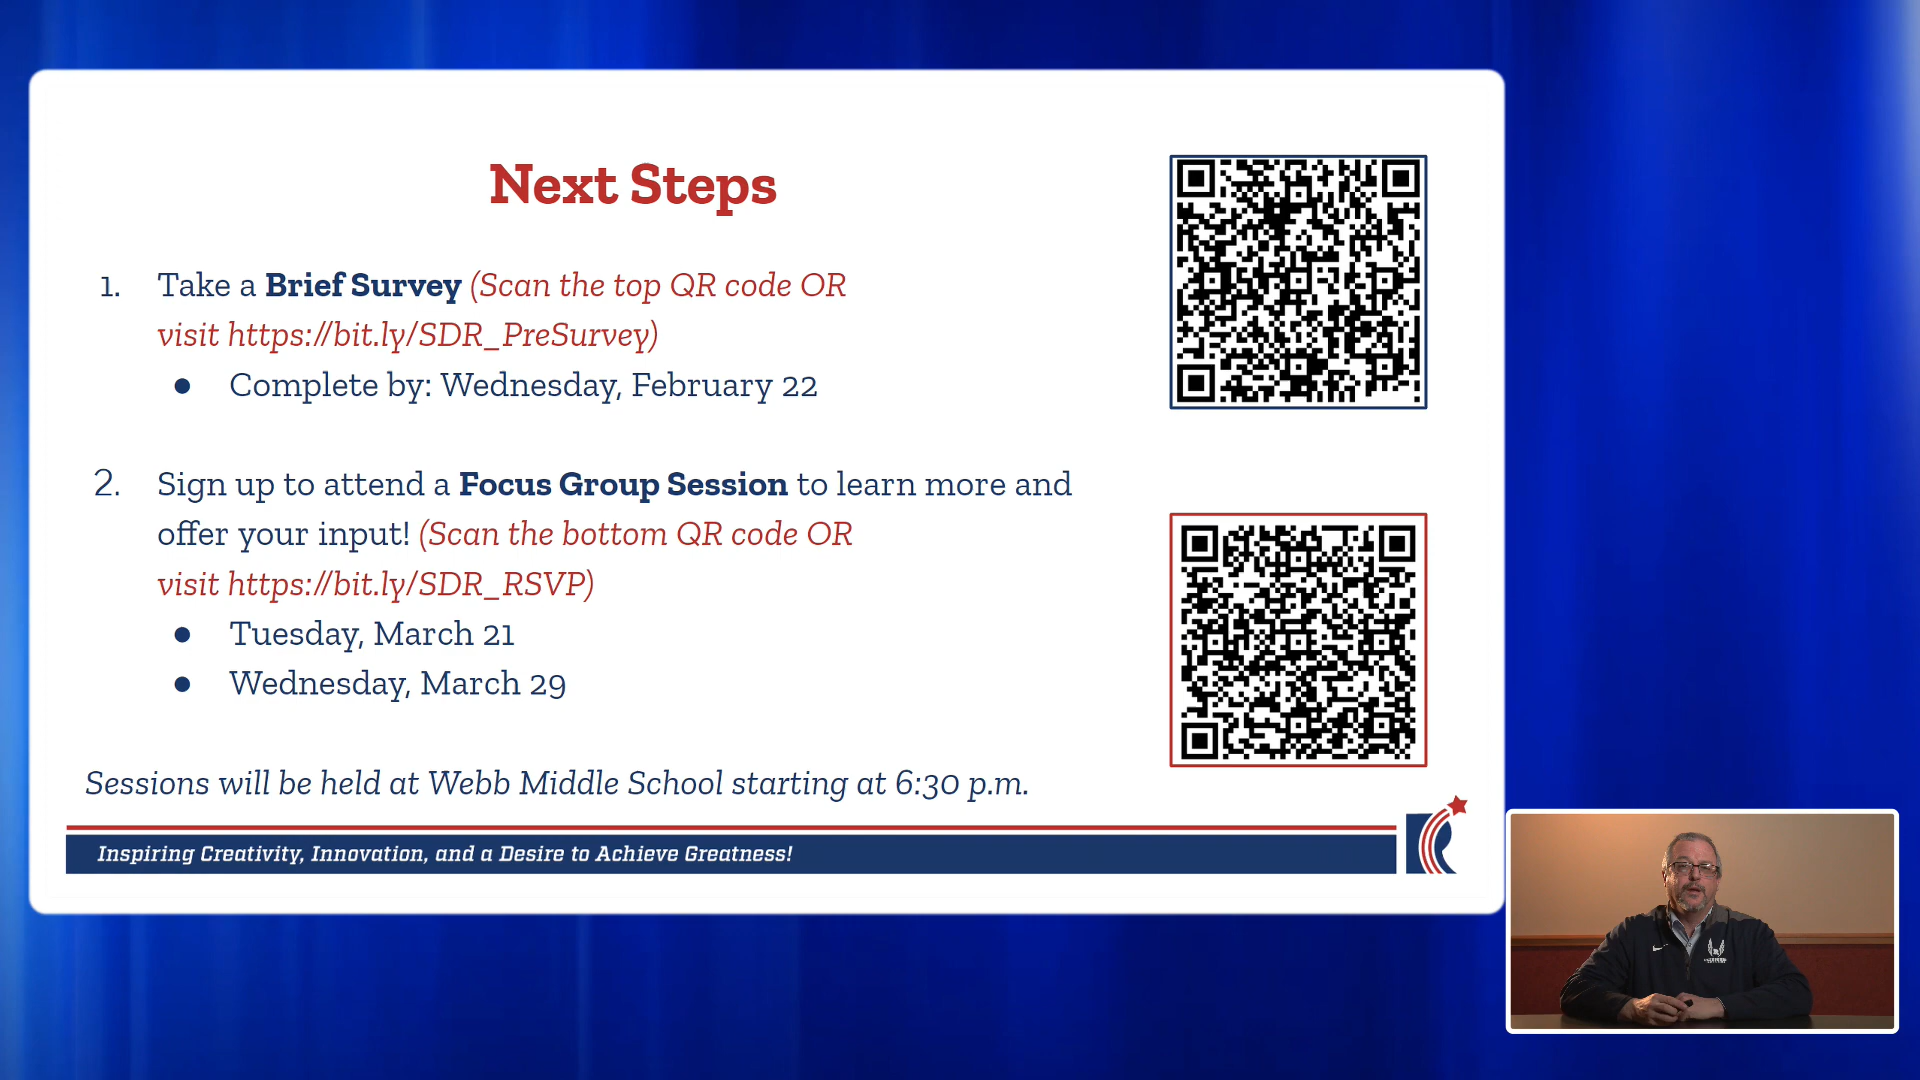 Next Steps
1. Take a Brief Survey (Scan the top QR code OR
visit https://bit.ly/SDR_PreSurvey)
● Complete by: Wednesday, February 22
2. Sign up to attend a Focus Group Session to learn more and
offer your input! (Scan the bottom QR code OR
visit https://bit.ly/SDR_RSVP)
● Tuesday, March 21
● Wednesday, March 29
Sessions will be held at Webb Middle School starting at 6:30 p.m.
Inspiring Creativity, Innovation, and a Desire to Achieve Greatness!